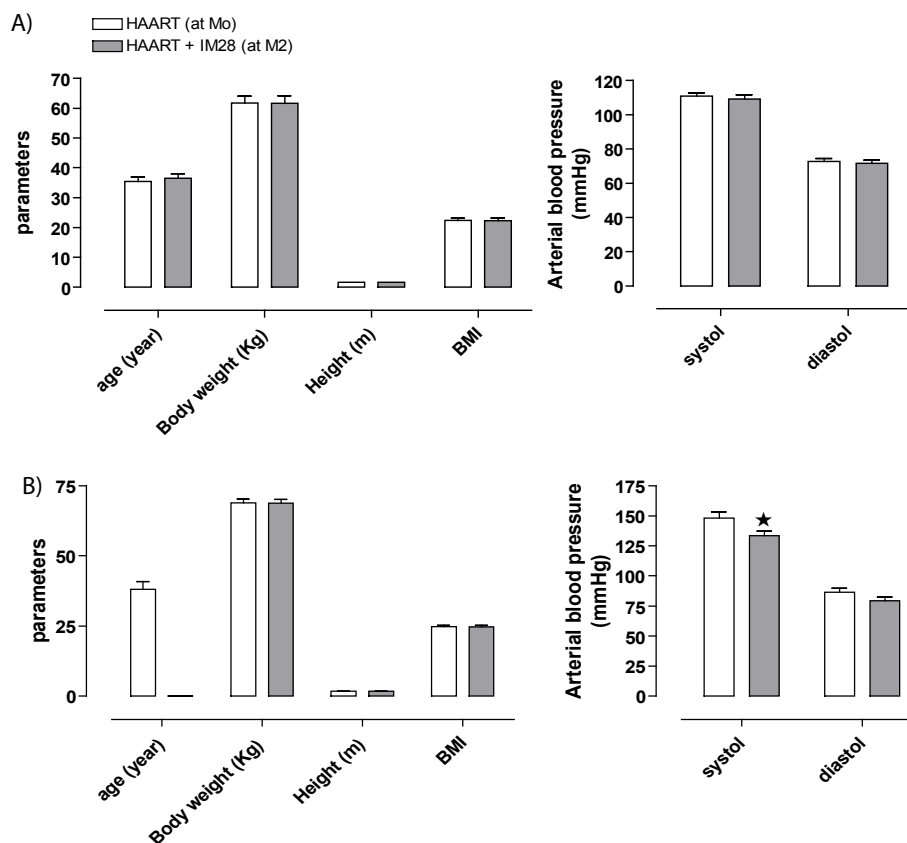 A)
HAART (at Mo)
HAART + IM28 (at M2)
parameters
70
60
50
40
30
20
10
0
age (year)
Body weight (Kg)
Height (m)
BMI
Arterial blood pressure
(mmHg)
120
100
80
60
40
20
0
systol
diastol
B)
parameters
75
50
25
0
age (year)
Body weight (Kg)
Height (m)
BMI
Arterial blood pressure
(mmHg)
175
150
125
100
75
50
25
0
★
systol
diastol